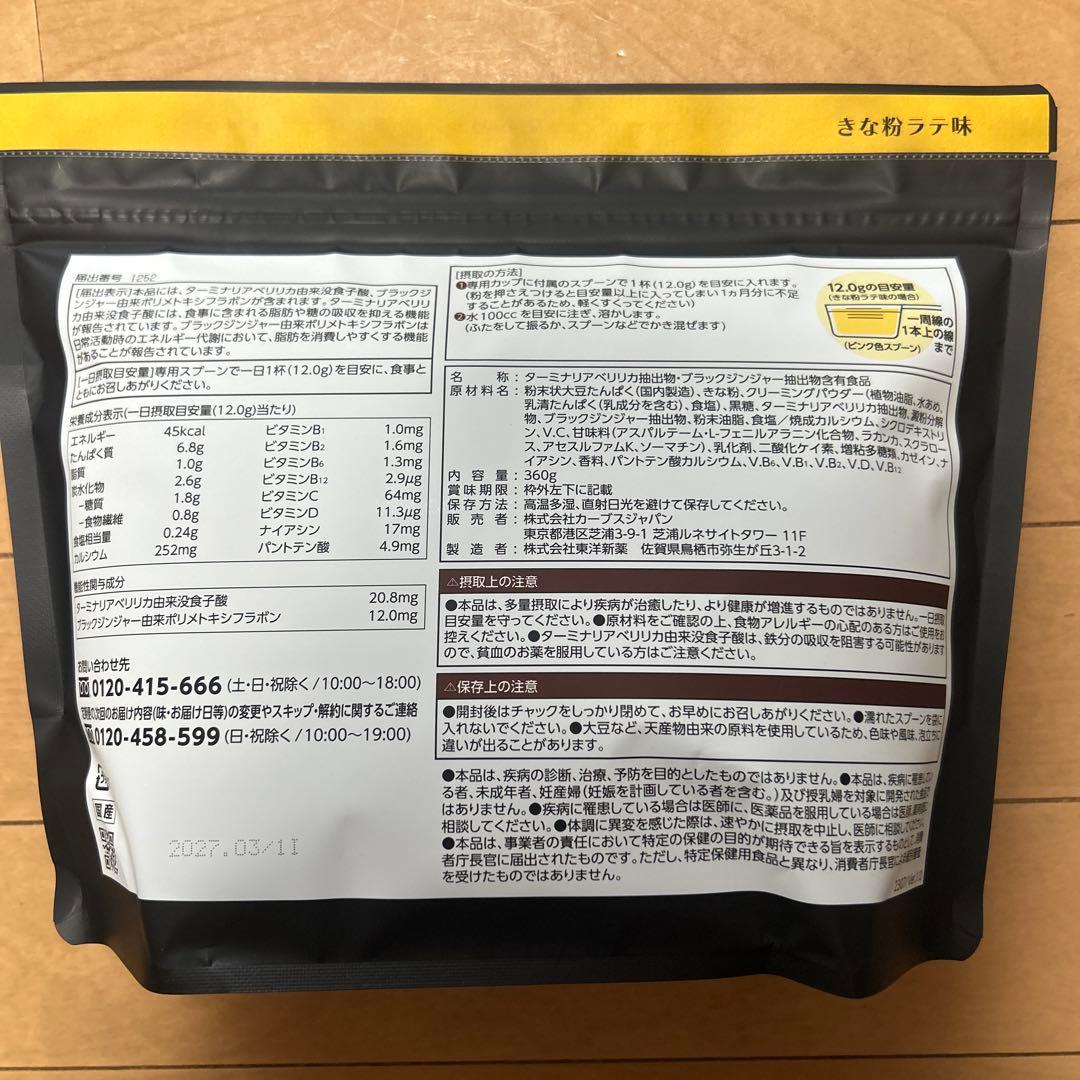 きな粉ラテ味
届出番号 I252
[届出表示]本品には、ターミナリアベリリカ由来没食子酸、ブラックジ
ンジャー由来ポリメトキシフラボンが含まれます。ターミナリアベリリ
カ由来没食子酸には、食事に含まれる脂肪や糖の吸収を抑える機能
が報告されています。ブラックジンジャー由来ポリメトキシフラボンは
日常活動時のエネルギー代謝において、脂肪を消費しやすくする機能
があることが報告されています。
[一日摂取目安量]専用スプーンで一日1杯(12.0g)を目安に、食事と
ともにお召しあがりください。
栄養成分表示(一日摂取目安量(12.0g)当たり)
エネルギー 45kcal ビタミンB₁ 1.0mg
たんぱく質 6.8g ビタミンB₂ 1.6mg
脂質 1.0g ビタミンB₆ 1.3mg
炭水化物 2.6g ビタミンB₁₂ 2.9μg
-糖質 1.8g ビタミンC 64mg
-食物繊維 0.8g ビタミンD 11.3μg
食塩相当量 0.24g ナイアシン 17mg
カルシウム 252mg パントテン酸 4.9mg
機能性関与成分
ターミナリアベリリカ由来没食子酸 20.8mg
ブラックジンジャー由来ポリメトキシフラボン 12.0mg
お問い合わせ先
0120-415-666 (土・日・祝除く/10:00～18:00)
定期便の次回のお届け内容(味・お届け日等)の変更やスキップ・解約に関するご連絡
0120-458-599 (日・祝除く/10:00～19:00)
国産
2027.03/1I
[摂取の方法]
❶専用カップに付属のスプーンで1杯(12.0g)を目安に入れます。
(粉を押さえつけると目安量以上に入ってしまい1ヵ月分に不足
することがあるため、軽くすくってください)
❷水100ccを目安に注ぎ、溶かします。
(ふたをして振るか、スプーンなどでかき混ぜます)
12.0gの目安量
(きな粉ラテ味の場合)
一周線の
1本上の線
まで
(ピンク色スプーン)
名称：ターミナリアベリリカ抽出物・ブラックジンジャー抽出物含有食品
原材料名：粉末状大豆たんぱく(国内製造)、きな粉、クリーミングパウダー(植物油脂、水あめ、
乳清たんぱく(乳成分を含む)、食塩)、黒糖、ターミナリアベリリカ抽出物、澱粉分解
物、ブラックジンジャー抽出物、粉末油脂、食塩/焼成カルシウム、シクロデキストリ
ン、V.C、甘味料(アスパルテーム・L-フェニルアラニン化合物、ラカンカ、スクラロー
ス、アセスルファムK、ソーマチン)、乳化剤、二酸化ケイ素、増粘多糖類、カゼイン、ナ
イアシン、香料、パントテン酸カルシウム、V.B₆、V.B₁、V.B₂、V.D、V.B₁₂
内容量：360g
賞味期限：枠外左下に記載
保存方法：高温多湿、直射日光を避けて保存してください。
販売者：株式会社カーブスジャパン
東京都港区芝浦3-9-1 芝浦ルネサイトタワー 11F
製造者：株式会社東洋新薬 佐賀県鳥栖市弥生が丘3-1-2
⚠摂取上の注意
●本品は、多量摂取により疾病が治癒したり、より健康が増進するものではありません。一日摂取
目安量を守ってください。●原材料をご確認の上、食物アレルギーの心配のある方はご使用をお
控えください。●ターミナリアベリリカ由来没食子酸は、鉄分の吸収を阻害する可能性があります
ので、貧血のお薬を服用している方はご注意ください。
⚠保存上の注意
●開封後はチャックをしっかり閉めて、お早めにお召しあがりください。●濡れたスプーンを袋に
入れないでください。●大豆など、天産物由来の原料を使用しているため、色味や風味、泡立ちに
違いが出ることがあります。
●本品は、疾病の診断、治療、予防を目的としたものではありません。●本品は、疾病に罹患してい
る者、未成年者、妊産婦(妊娠を計画している者を含む。)及び授乳婦を対象に開発された食品で
はありません。●疾病に罹患している場合は医師に、医薬品を服用している場合は医師、薬剤師に
相談してください。●体調に異変を感じた際は、速やかに摂取を中止し、医師に相談してください。
●本品は、事業者の責任において特定の保健の目的が期待できる旨を表示するものとして、消費
者庁長官に届出されたものです。ただし、特定保健用食品と異なり、消費者庁長官による個別審査
を受けたものではありません。